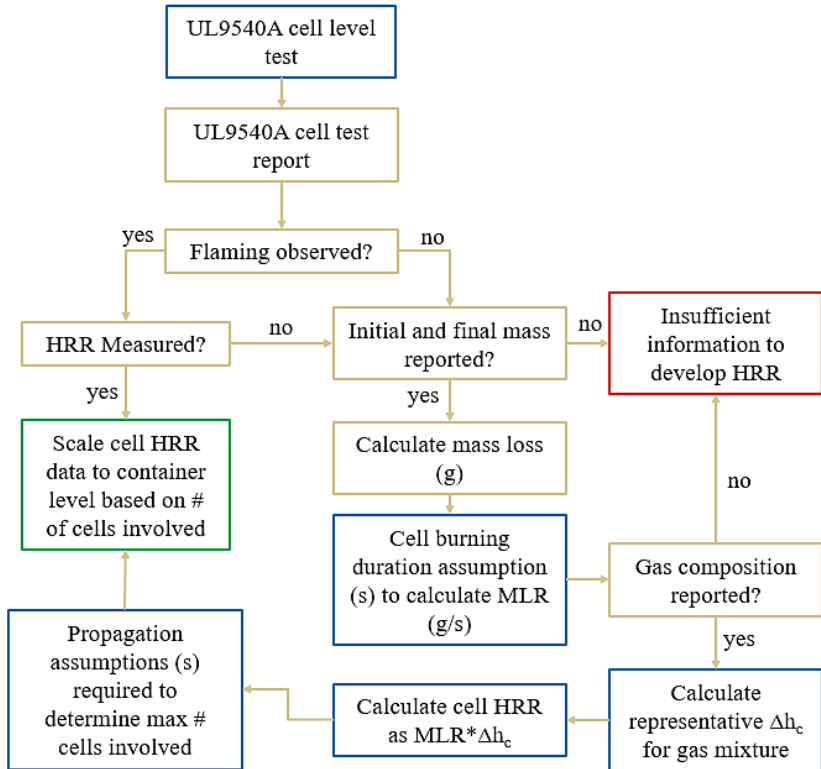 UL9540A cell level
test
UL9540A cell test
report
yes
Flaming observed?
no
HRR Measured?
no
Initial and final mass
reported?
no
Insufficient
information to
develop HRR
yes
yes
Scale cell HRR
data to container
level based on #
of cells involved
Calculate mass loss
(g)
no
Cell burning
duration assumption
(s) to calculate MLR
(g/s)
Gas composition
reported?
yes
Propagation
assumptions (s)
required to
determine max #
cells involved
Calculate cell HRR
as MLR*Δh_c
Calculate
representative Δh_c
for gas mixture